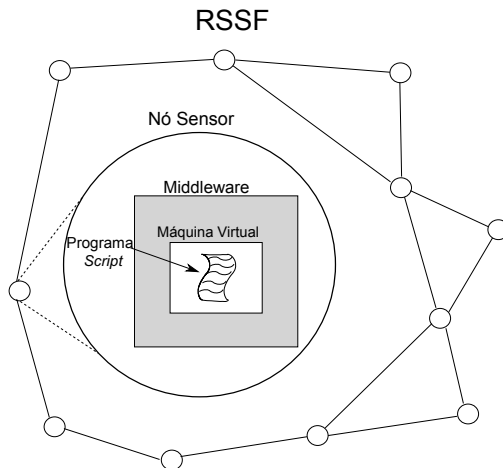 RSSF
Nó Sensor
Middleware
Máquina Virtual
Programa
Script